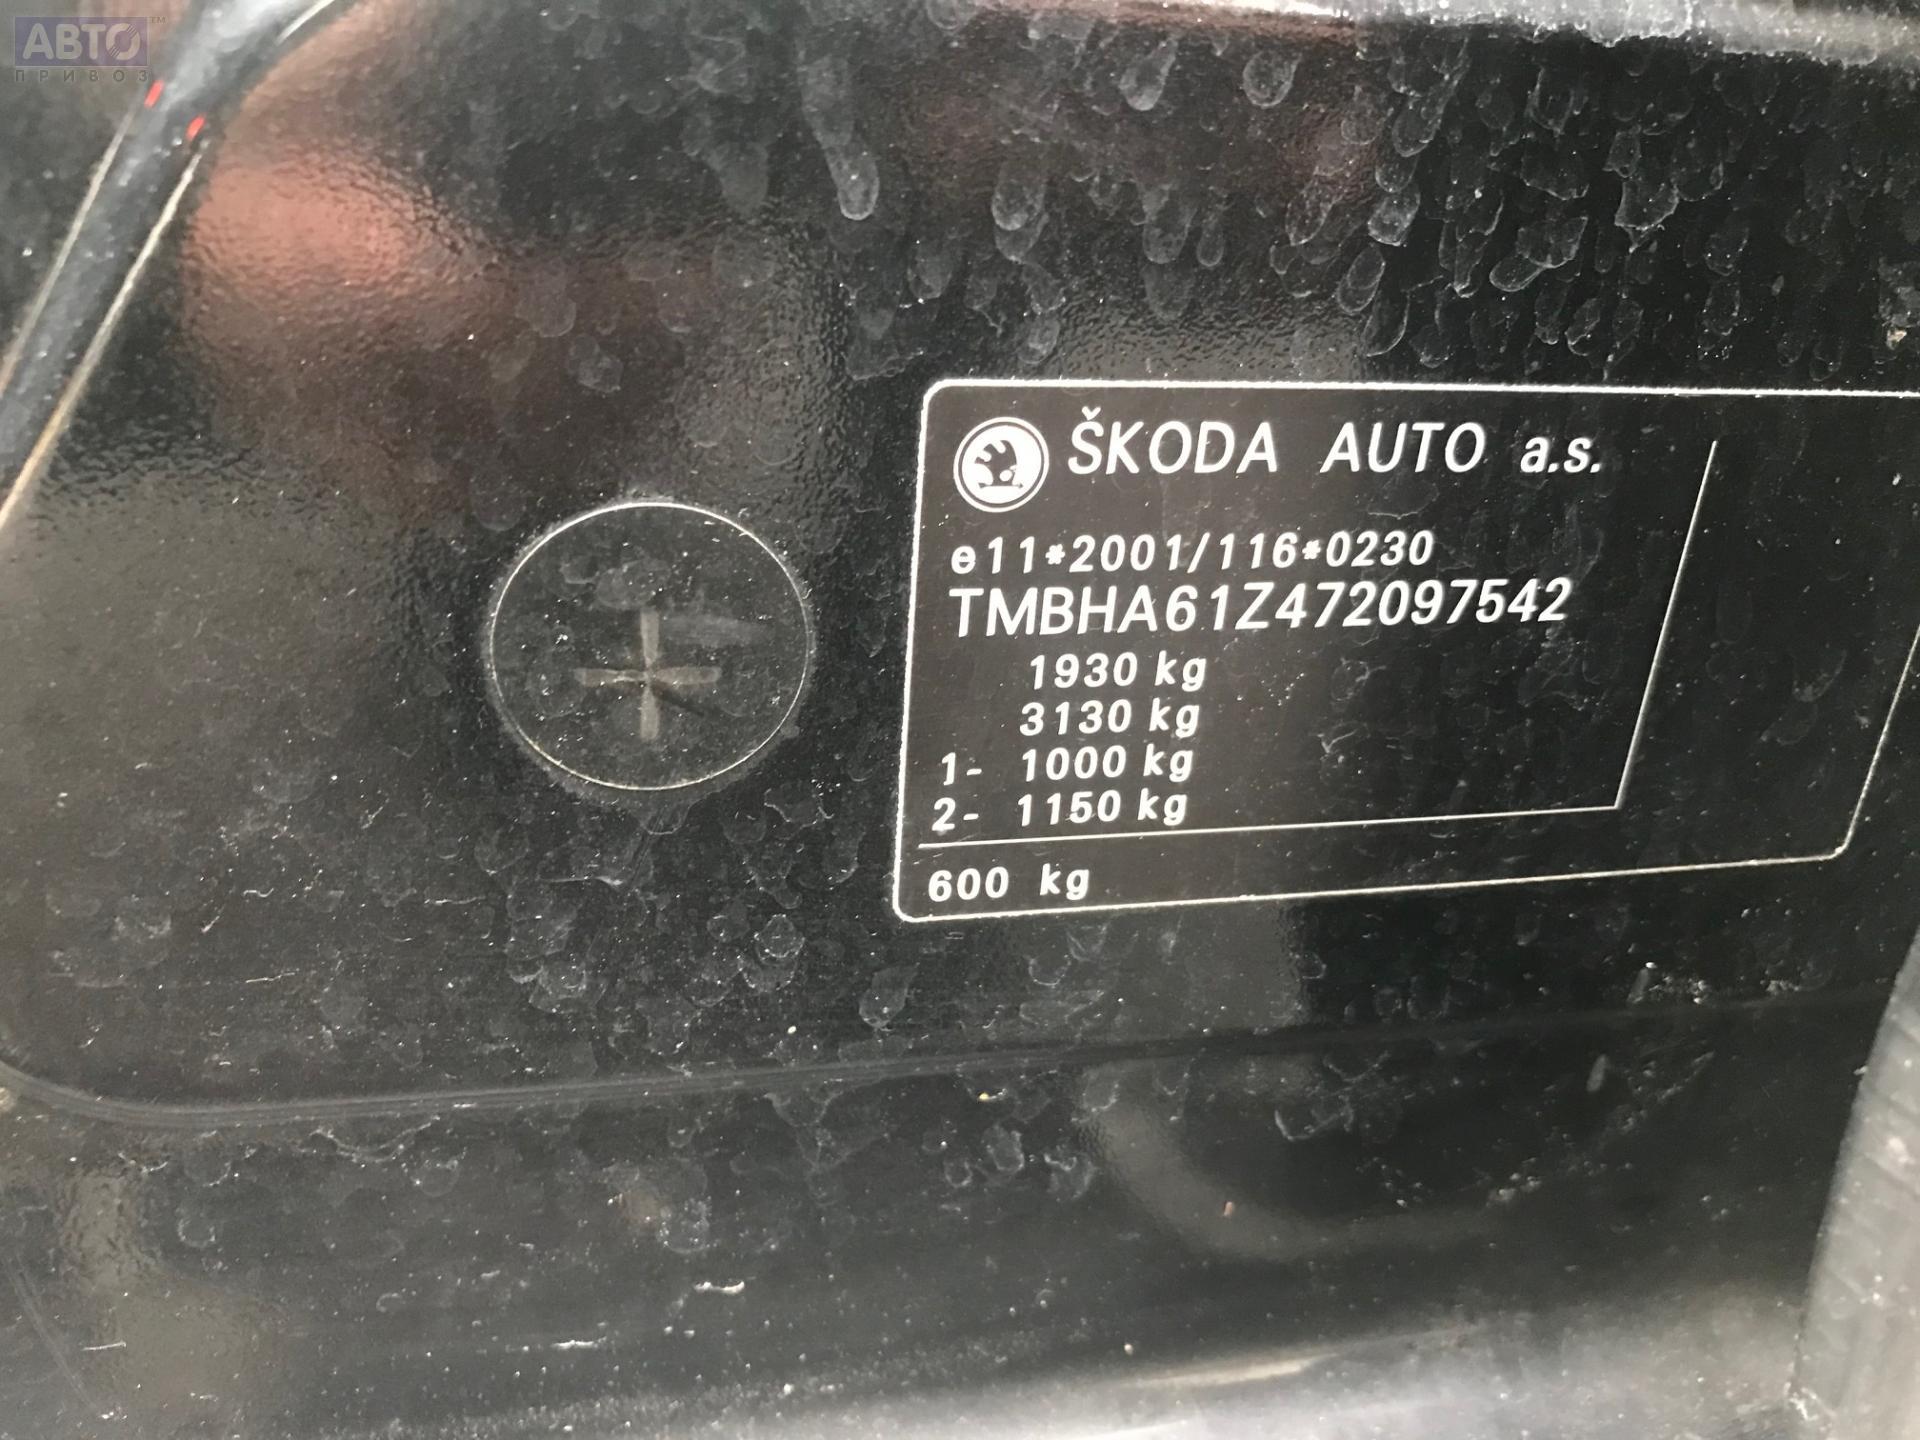 АВТО™
ПРИВОЗ
ŠKODA AUTO a.s.
e11*2001/116*0230
TMBHA61Z472097542
1930 kg
3130 kg
1- 1000 kg
2- 1150 kg
600 kg